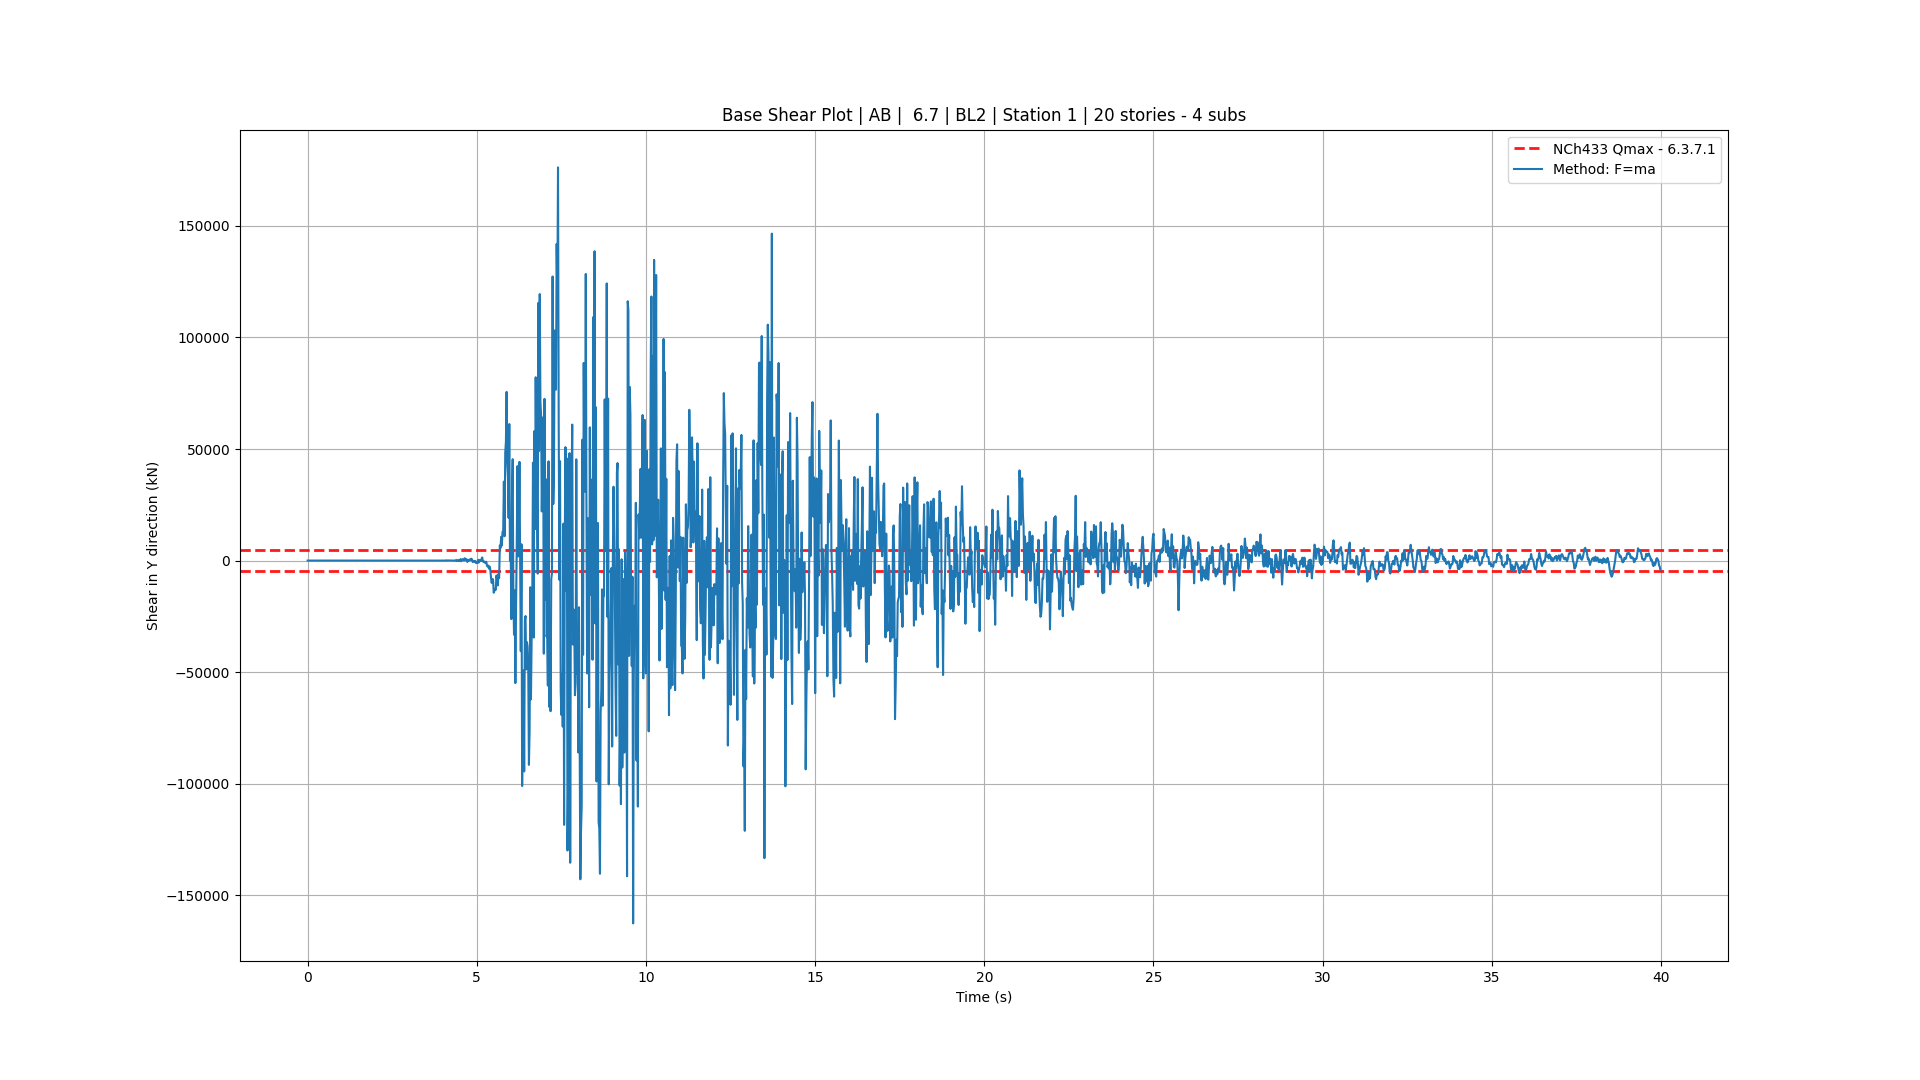 Base Shear Plot | AB |  6.7 | BL2 | Station 1 | 20 stories - 4 subs
NCh433 Qmax - 6.3.7.1
Method: F=ma
Shear in Y direction (kN)
150000
100000
50000
0
−50000
−100000
−150000
0 5 10 15 20 25 30 35 40
Time (s)